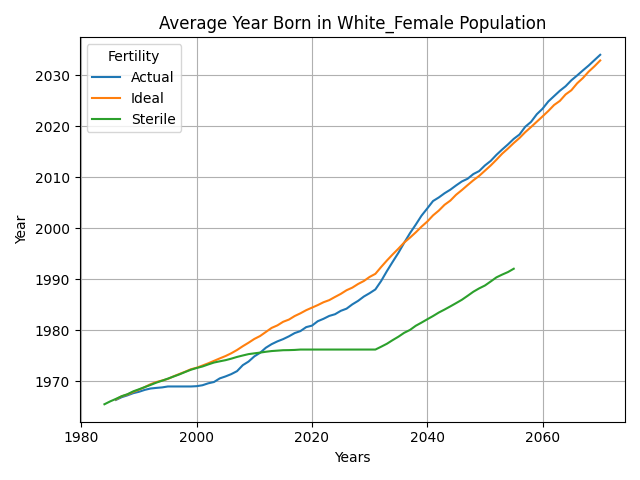 Average Year Born in White_Female Population
Fertility
Actual
Ideal
Sterile
Year
2030
2020
2010
2000
1990
1980
1970
1980 2000 2020 2040 2060
Years